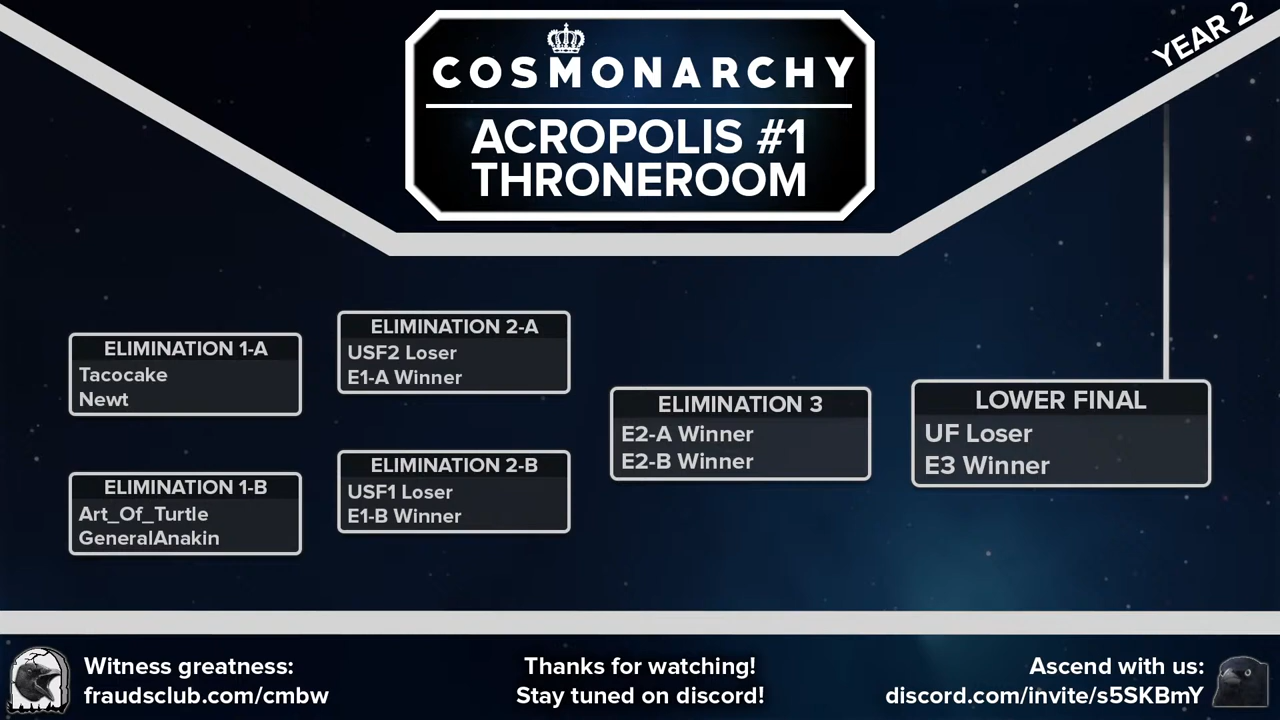 YEAR 2
COSMONARCHY
ACROPOLIS #1
THRONEROOM
ELIMINATION 1-A
Tacocake
Newt
ELIMINATION 1-B
Art_Of_Turtle
GeneralAnakin
ELIMINATION 2-A
USF2 Loser
E1-A Winner
ELIMINATION 2-B
USF1 Loser
E1-B Winner
ELIMINATION 3
E2-A Winner
E2-B Winner
LOWER FINAL
UF Loser
E3 Winner
Witness greatness:
fraudsclub.com/cmbw
Thanks for watching!
Stay tuned on discord!
Ascend with us:
discord.com/invite/s5SKBmY